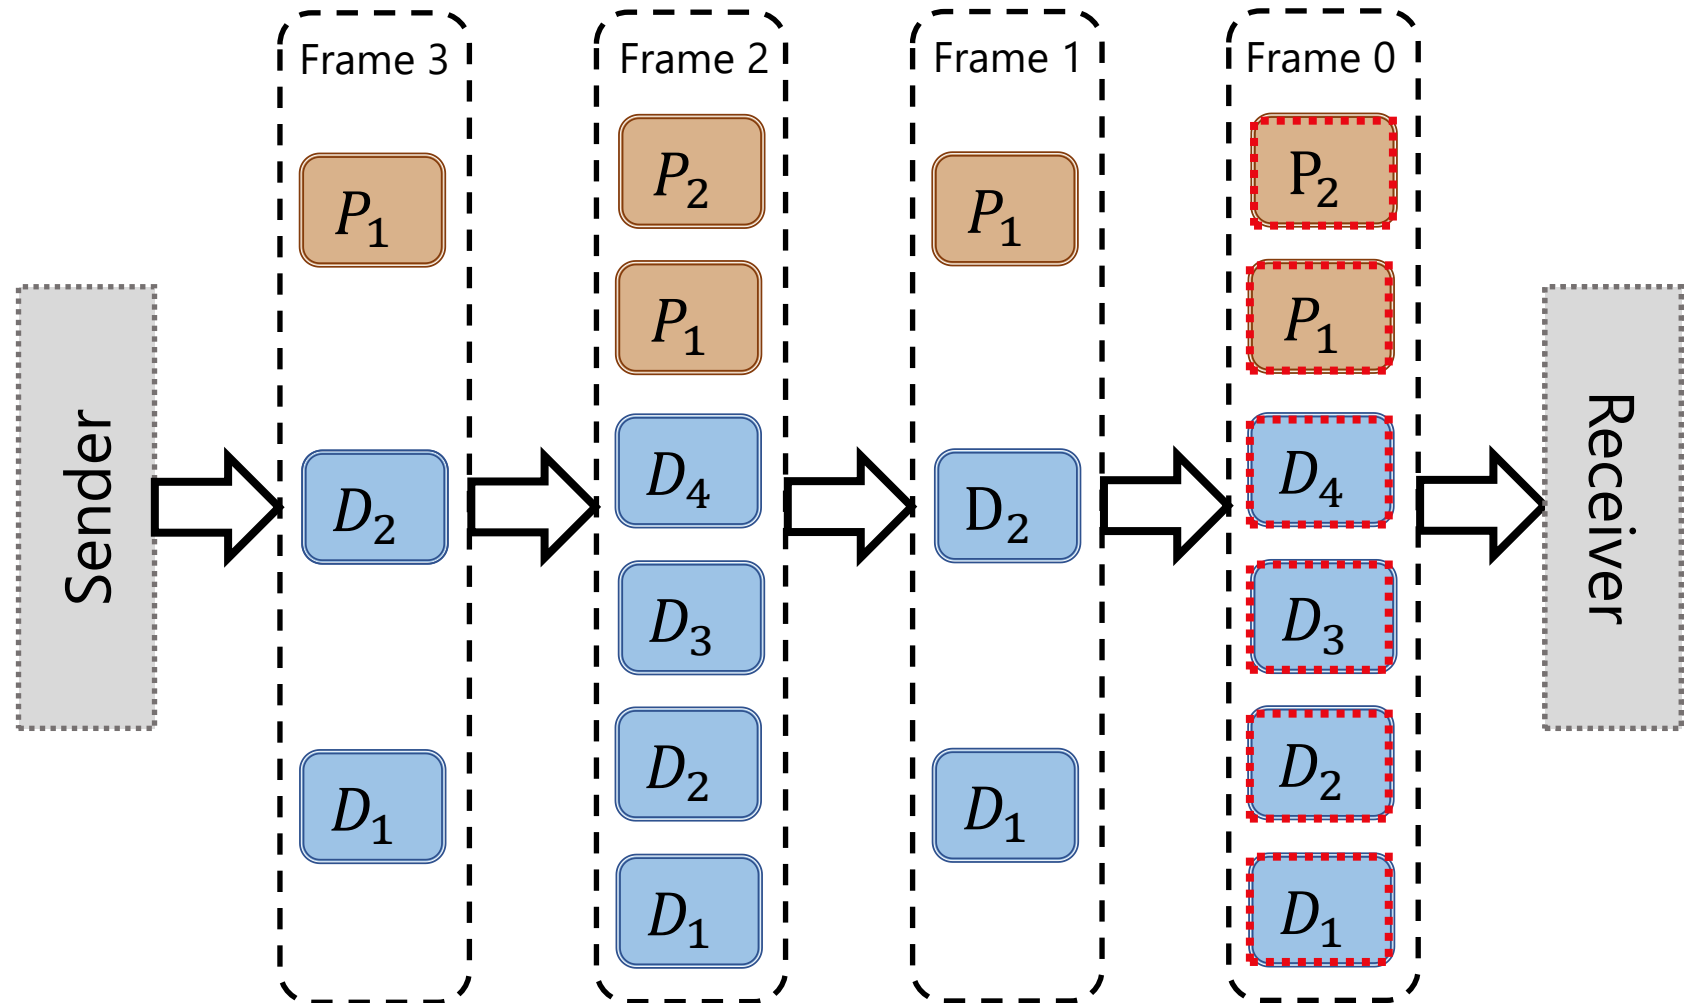 Sender
Frame 3
P₁
D₂
D₁
Frame 2
P₂
P₁
D₄
D₃
D₂
D₁
Frame 1
P₁
D₂
D₁
Frame 0
P₂
P₁
D₄
D₃
D₂
D₁
Receiver